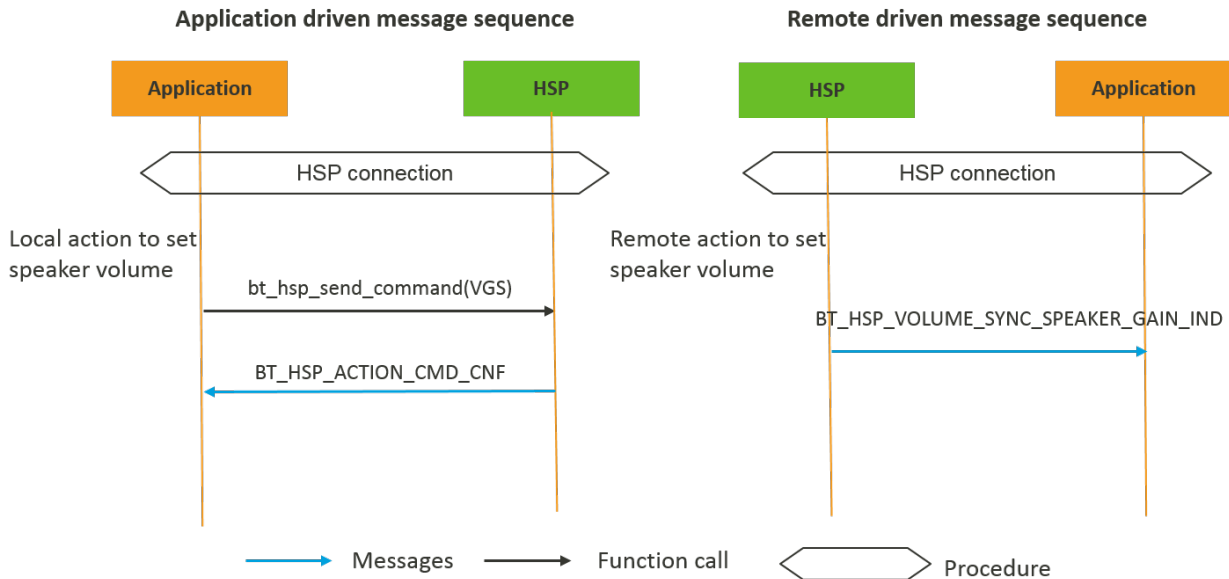 Application driven message sequence
Remote driven message sequence
Application
HSP
HSP
Application
HSP connection
HSP connection
Local action to set
speaker volume
Remote action to set
speaker volume
bt_hsp_send_command(VGS)
BT_HSP_VOLUME_SYNC_SPEAKER_GAIN_IND
BT_HSP_ACTION_CMD_CNF
Messages
Function call
Procedure